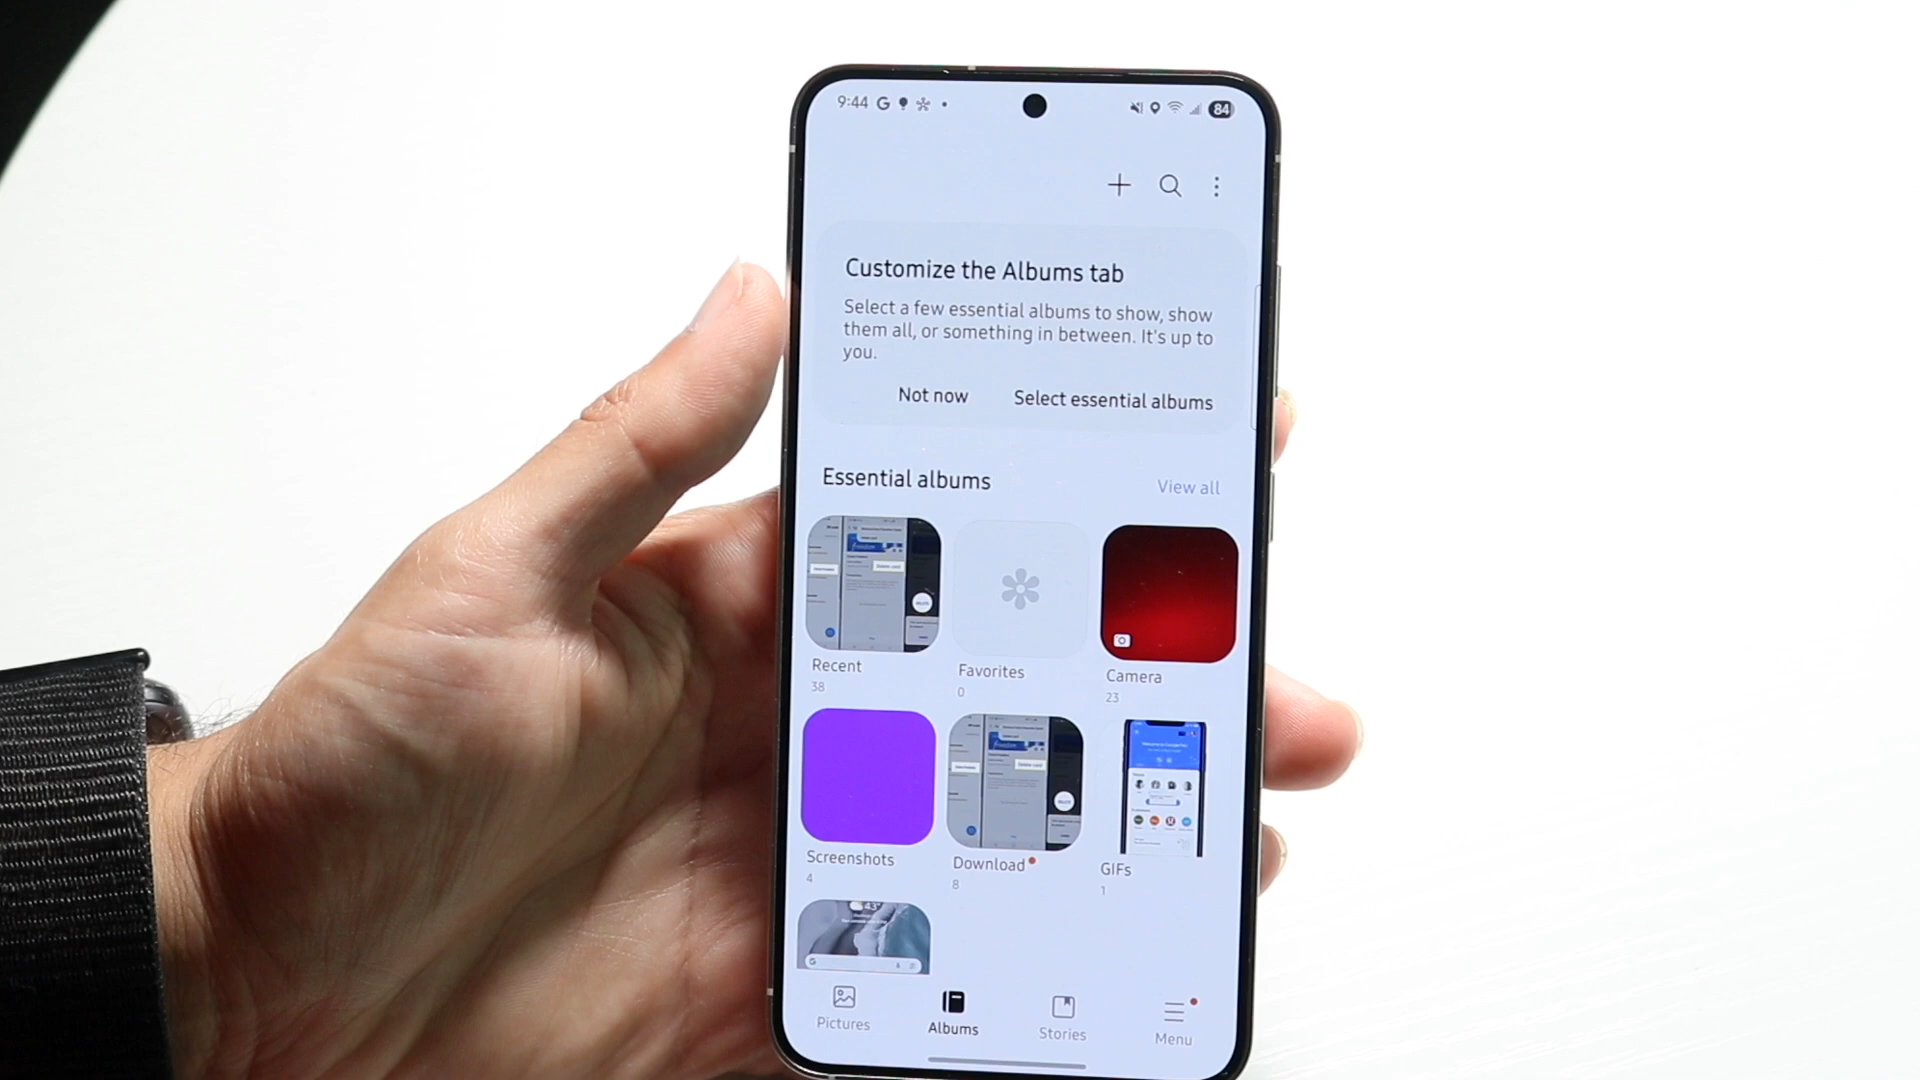 9:44
84
Customize the Albums tab
Select a few essential albums to show, show
them all, or something in between. It's up to
you.
Not now
Select essential albums
Essential albums
View all
Recent
38
Favorites
0
Camera
23
Screenshots
4
Download
8
GIFs
1
Pictures
Albums
Stories
Menu